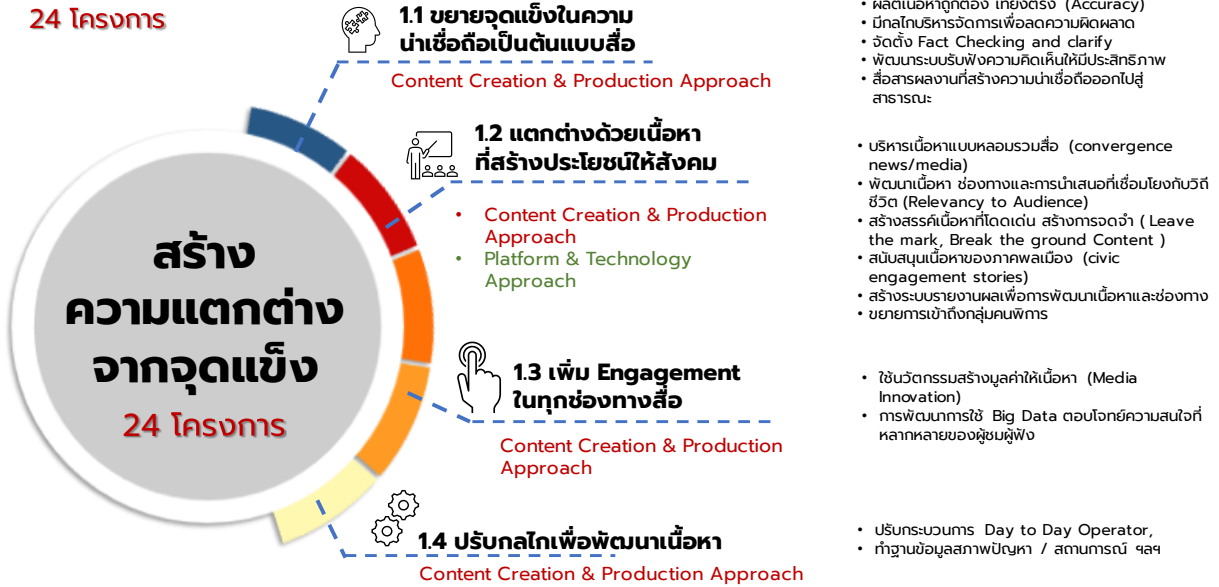 24 โครงการ
1.1 ขยายจุดแข็งในความ
น่าเชื่อถือเป็นต้นแบบสื่อ
Content Creation & Production Approach
• ผลิตเนื้อหาถูกต้อง เที่ยงตรง (Accuracy)
• มีกลไกบริหารจัดการเพื่อลดความผิดพลาด
• จัดตั้ง Fact Checking and clarify
• พัฒนาระบบรับฟังความคิดเห็นให้มีประสิทธิภาพ
• สื่อสารผลงานที่สร้างความน่าเชื่อถือออกไปสู่
สาธารณะ
1.2 แตกต่างด้วยเนื้อหา
ที่สร้างประโยชน์ให้สังคม
• Content Creation & Production
Approach
• Platform & Technology
Approach
• บริหารเนื้อหาแบบหลอมรวมสื่อ (convergence
news/media)
• พัฒนาเนื้อหา ช่องทางและการนำเสนอที่เชื่อมโยงกับวิถี
ชีวิต (Relevancy to Audience)
• สร้างสรรค์เนื้อหาที่โดดเด่น สร้างการจดจำ ( Leave
the mark, Break the ground Content )
• สนับสนุนเนื้อหาของภาคพลเมือง (civic
engagement stories)
• สร้างระบบรายงานผลเพื่อการพัฒนาเนื้อหาและช่องทาง
• ขยายการเข้าถึงกลุ่มคนพิการ
สร้าง
ความแตกต่าง
จากจุดแข็ง
24 โครงการ
1.3 เพิ่ม Engagement
ในทุกช่องทางสื่อ
Content Creation & Production
Approach
• ใช้นวัตกรรมสร้างมูลค่าให้เนื้อหา (Media
Innovation)
• การพัฒนาการใช้ Big Data ตอบโจทย์ความสนใจที่
หลากหลายของผู้ชมผู้ฟัง
1.4 ปรับกลไกเพื่อพัฒนาเนื้อหา
Content Creation & Production Approach
• ปรับกระบวนการ Day to Day Operator,
• ทำฐานข้อมูลสภาพปัญหา / สถานการณ์ ฯลฯ